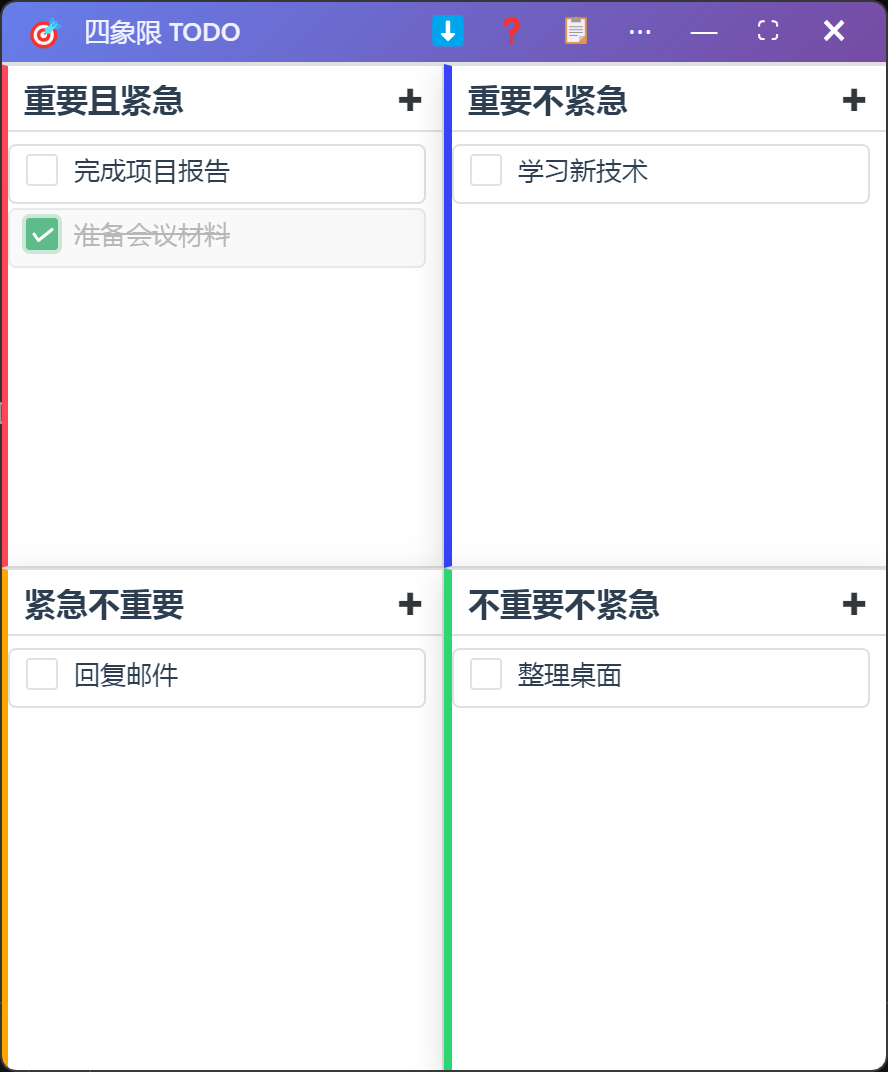 四象限 TODO
重要且紧急
完成项目报告
准备会议材料
重要不紧急
学习新技术
紧急不重要
回复邮件
不重要不紧急
整理桌面